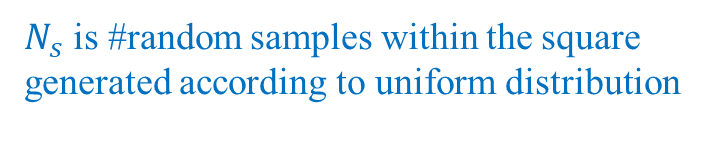 N_s is #random samples within the square
generated according to uniform distribution